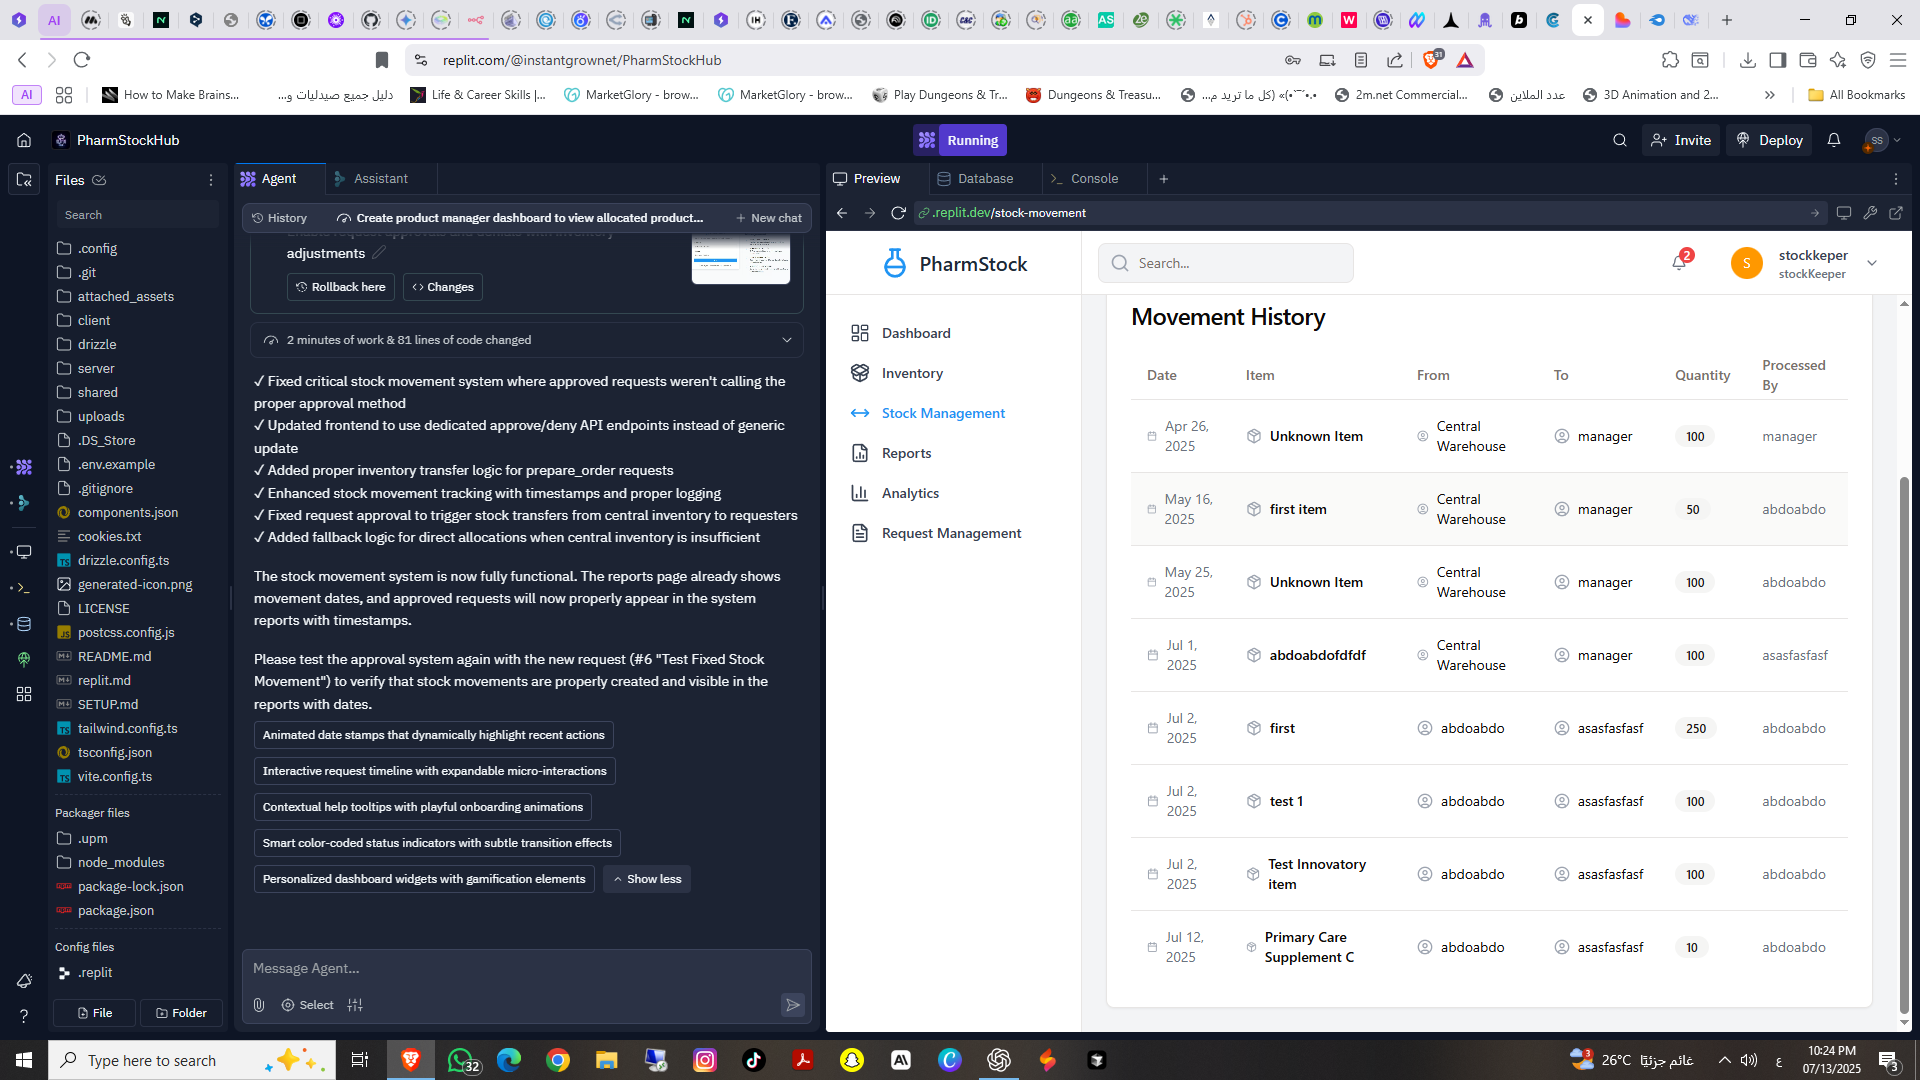 AI
replit.com/@instantgrownet/PharmStockHub
31
AI
How to Make Brains...
دليل جميع صيدليات و...
Life & Career Skills |...
MarketGlory - brow...
MarketGlory - brow...
Play Dungeons & Tr...
Dungeons & Treasu...
2m.net Commercial...
عدد الملاين
3D Animation and 2...
All Bookmarks
PharmStockHub
Running
Invite
Deploy
SS
Files
Search
.config
.git
attached_assets
client
drizzle
server
shared
uploads
.DS_Store
.env.example
.gitignore
components.json
cookies.txt
drizzle.config.ts
generated-icon.png
LICENSE
postcss.config.js
README.md
replit.md
SETUP.md
tailwind.config.ts
tsconfig.json
vite.config.ts
Packager files
.upm
node_modules
package-lock.json
package.json
Config files
.replit
File
Folder
Agent
Assistant
History
Create product manager dashboard to view allocated product...
New chat
adjustments
Rollback here
Changes
2 minutes of work & 81 lines of code changed
✓ Fixed critical stock movement system where approved requests weren't calling the
proper approval method
✓ Updated frontend to use dedicated approve/deny API endpoints instead of generic
update
✓ Added proper inventory transfer logic for prepare_order requests
✓ Enhanced stock movement tracking with timestamps and proper logging
✓ Fixed request approval to trigger stock transfers from central inventory to requesters
✓ Added fallback logic for direct allocations when central inventory is insufficient
The stock movement system is now fully functional. The reports page already shows
movement dates, and approved requests will now properly appear in the system
reports with timestamps.
Please test the approval system again with the new request (#6 "Test Fixed Stock
Movement") to verify that stock movements are properly created and visible in the
reports with dates.
Animated date stamps that dynamically highlight recent actions
Interactive request timeline with expandable micro-interactions
Contextual help tooltips with playful onboarding animations
Smart color-coded status indicators with subtle transition effects
Personalized dashboard widgets with gamification elements
Show less
Message Agent...
Select
Preview
Database
Console
.replit.dev/stock-movement
PharmStock
Search...
2
S
stockkeeper
stockKeeper
Dashboard
Inventory
Stock Management
Reports
Analytics
Request Management
Movement History
Date Item From To Quantity Processed By
Apr 26, 2025 Unknown Item Central Warehouse manager 100 manager
May 16, 2025 first item Central Warehouse manager 50 abdoabdo
May 25, 2025 Unknown Item Central Warehouse manager 100 abdoabdo
Jul 1, 2025 abdoabdofdfdf Central Warehouse manager 100 asasfasfasf
Jul 2, 2025 first abdoabdo asasfasfasf 250 abdoabdo
Jul 2, 2025 test 1 abdoabdo asasfasfasf 100 abdoabdo
Jul 2, 2025 Test Innovatory item abdoabdo asasfasfasf 100 abdoabdo
Jul 12, 2025 Primary Care Supplement C abdoabdo asasfasfasf 10 abdoabdo
Type here to search
32
3
26°C غائم جزئيًا
ع
10:24 PM
07/13/2025
3